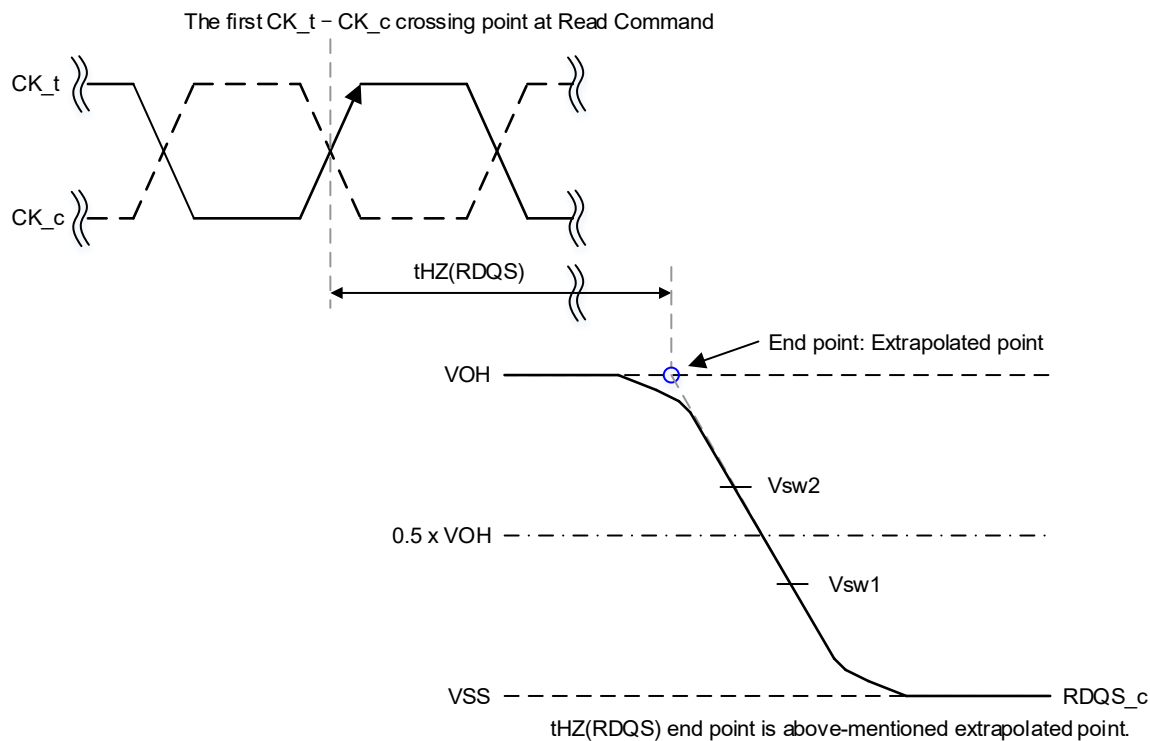 The first CK_t – CK_c crossing point at Read Command
CK_t
CK_c
tHZ(RDQS)
End point: Extrapolated point
VOH
Vsw2
0.5 x VOH
Vsw1
VSS
RDQS_c
tHZ(RDQS) end point is above-mentioned extrapolated point.